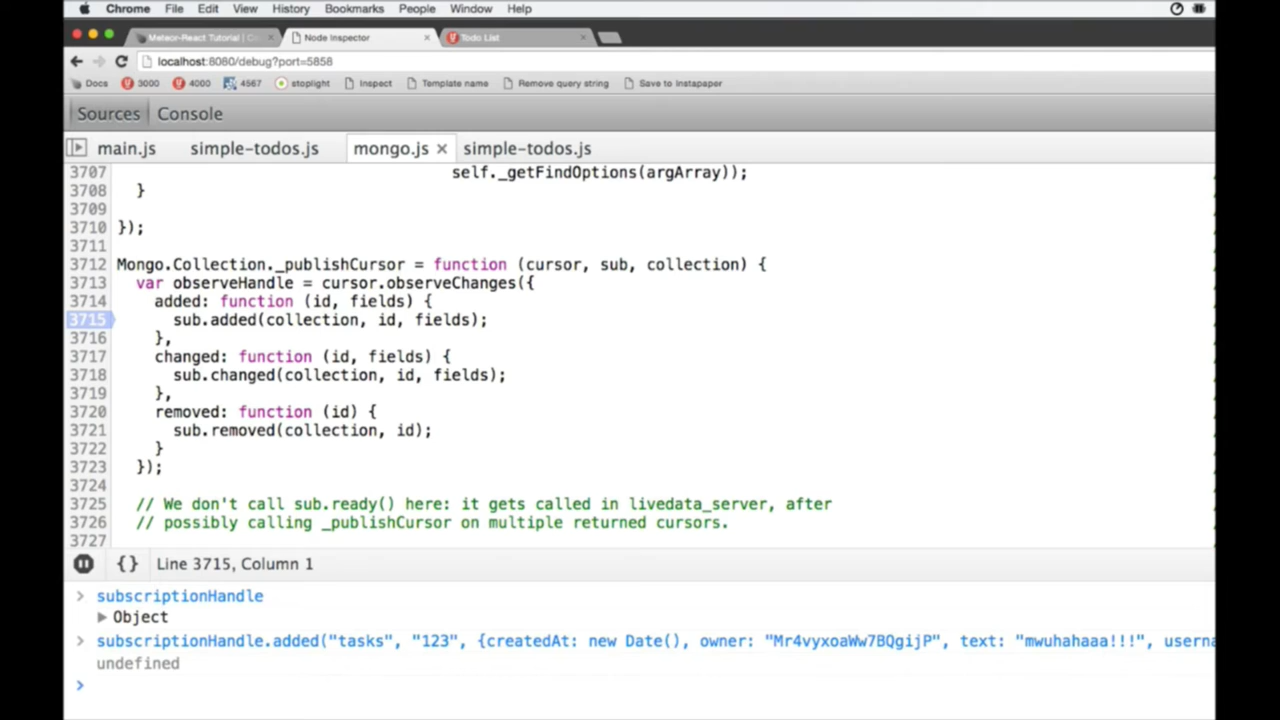 Chrome File Edit View History Bookmarks People Window Help
Meteor-React Tutorial Node Inspector Todo List
localhost:8080/debug?port=5858
Docs 3000 4000 4567 stoplight Inspect Template name Remove query string Save to Instapaper
Sources Console
main.js simple-todos.js mongo.js simple-todos.js
3707 self._getFindOptions(argArray));
3708 }
3709
3710 });
3711
3712 Mongo.Collection._publishCursor = function (cursor, sub, collection) {
3713 var observeHandle = cursor.observeChanges({
3714 added: function (id, fields) {
3715 sub.added(collection, id, fields);
3716 },
3717 changed: function (id, fields) {
3718 sub.changed(collection, id, fields);
3719 },
3720 removed: function (id) {
3721 sub.removed(collection, id);
3722 }
3723 });
3724
3725 // We don't call sub.ready() here: it gets called in livedata_server, after
3726 // possibly calling _publishCursor on multiple returned cursors.
3727
{} Line 3715, Column 1
> subscriptionHandle
Object
> subscriptionHandle.added("tasks", "123", {createdAt: new Date(), owner: "Mr4vyxoaWw7BQgijP", text: "mwuhahaaa!!!", userna
undefined
>